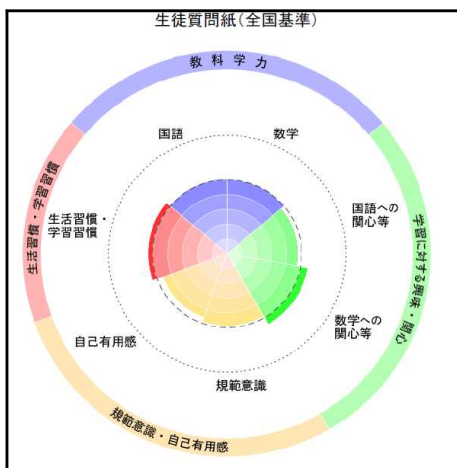 生徒質問紙(全国基準)
教科学力
国語
数学
生活習慣・学習習慣
生活習慣・
学習習慣
国語への
関心等
学習に対する興味・関心
数学への
関心等
自己有用感
規範意識
規範意識・自己有用感